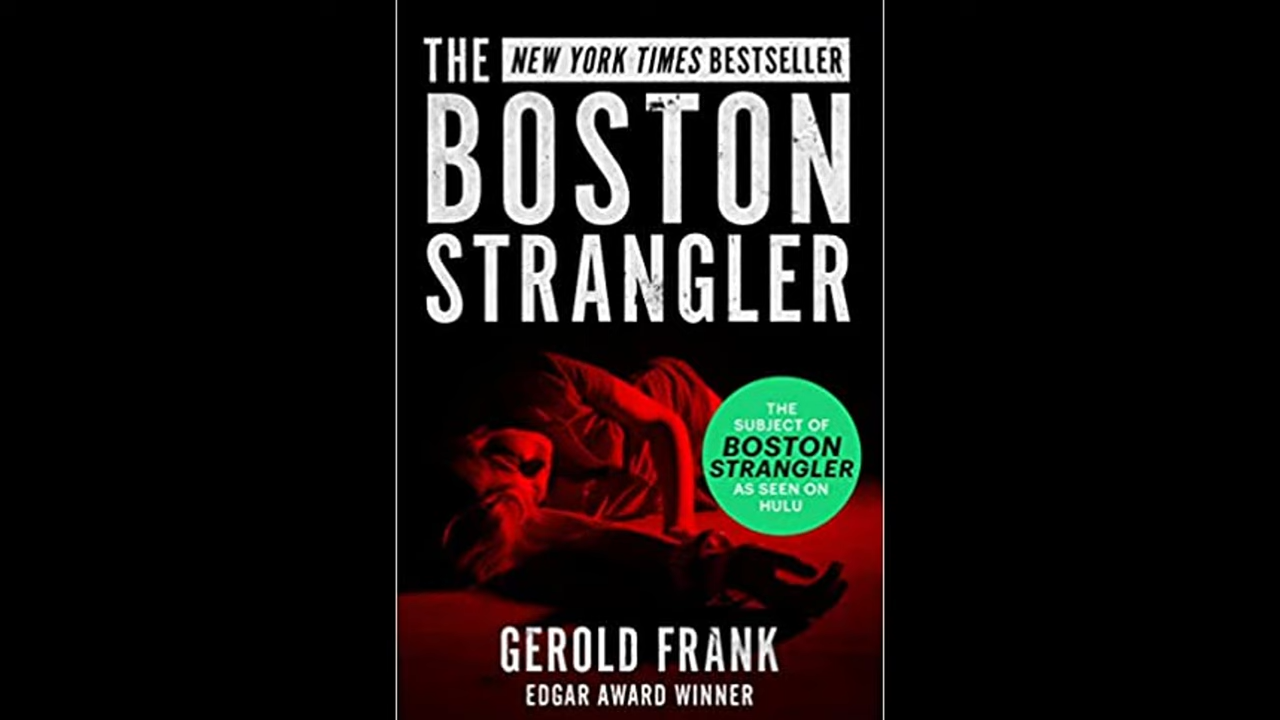 THE NEW YORK TIMES BESTSELLER
BOSTON
STRANGLER
THE
SUBJECT OF
BOSTON
STRANGLER
AS SEEN ON
HULU
GEROLD FRANK
EDGAR AWARD WINNER